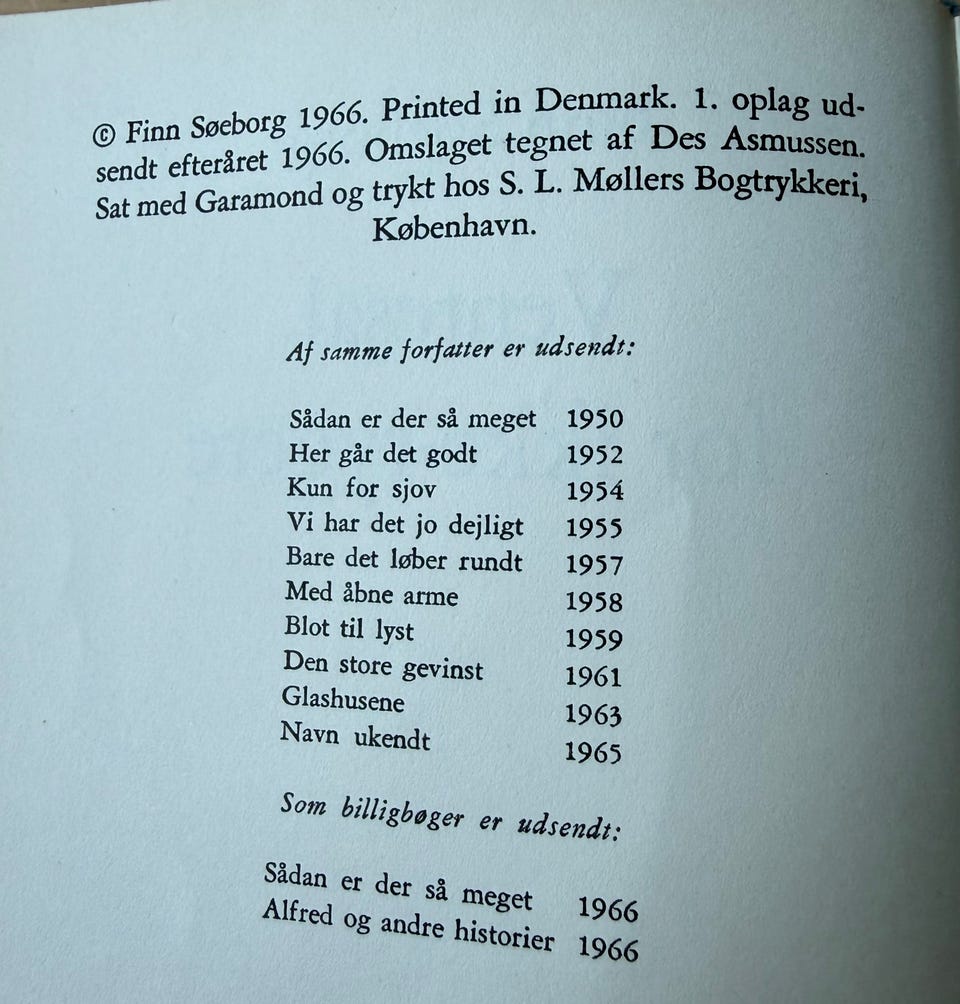 © Finn Søeborg 1966. Printed in Denmark. 1. oplag ud-
sendt efteråret 1966. Omslaget tegnet af Des Asmussen.
Sat med Garamond og trykt hos S. L. Møllers Bogtrykkeri,
København.
Af samme forfatter er udsendt:
Sådan er der så meget 1950
Her går det godt 1952
Kun for sjov 1954
Vi har det jo dejligt 1955
Bare det løber rundt 1957
Med åbne arme 1958
Blot til lyst 1959
Den store gevinst 1961
Glashusene 1963
Navn ukendt 1965
Som billigbøger er udsendt:
Sådan er der så meget 1966
Alfred og andre historier 1966